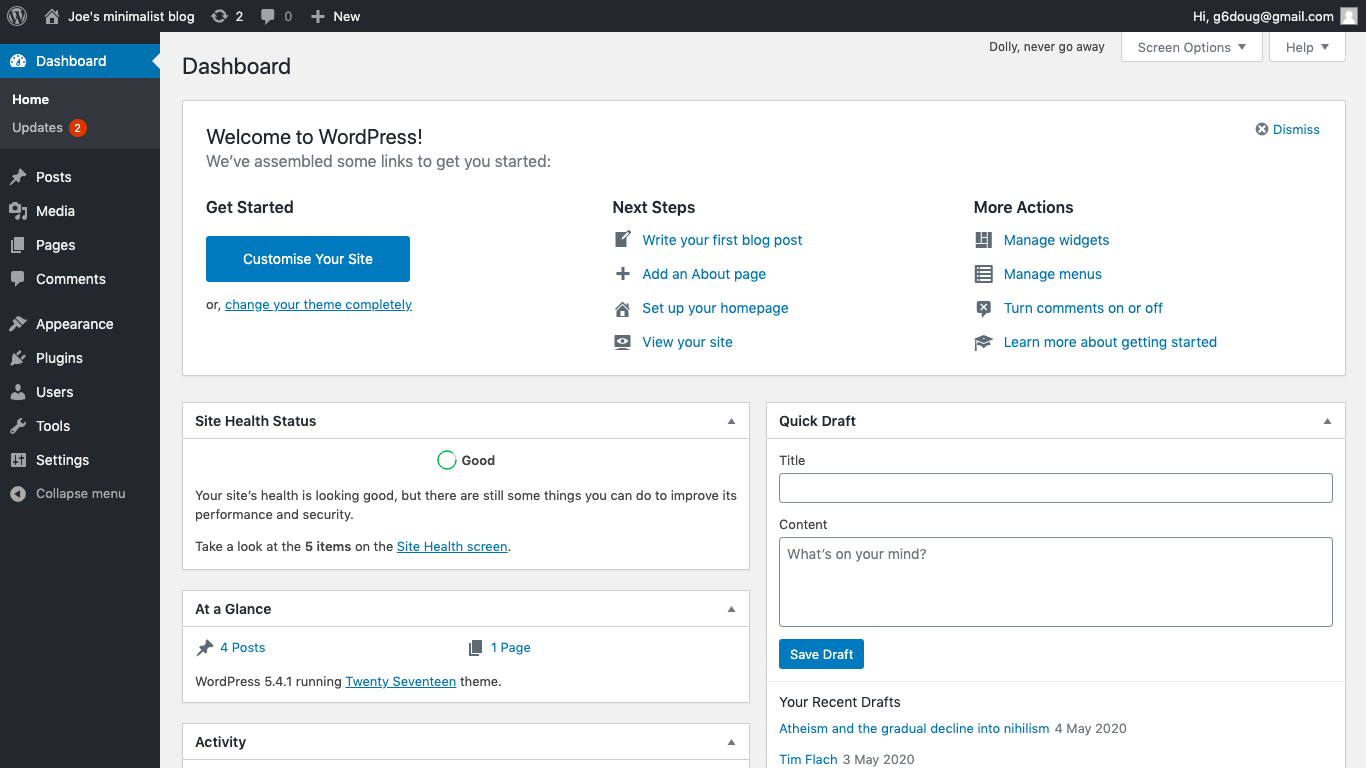 Joe's minimalist blog 2 0 New Hi, g6doug@gmail.com
Dashboard
Home
Updates 2
Posts
Media
Pages
Comments
Appearance
Plugins
Users
Tools
Settings
Collapse menu
Dolly, never go away Screen Options Help
Dashboard
Welcome to WordPress! Dismiss
We've assembled some links to get you started:
Get Started
Customise Your Site
or, change your theme completely
Next Steps
Write your first blog post
Add an About page
Set up your homepage
View your site
More Actions
Manage widgets
Manage menus
Turn comments on or off
Learn more about getting started
Site Health Status
Good
Your site's health is looking good, but there are still some things you can do to improve its
performance and security.
Take a look at the 5 items on the Site Health screen.
At a Glance
4 Posts 1 Page
WordPress 5.4.1 running Twenty Seventeen theme.
Activity
Quick Draft
Title
Content
What's on your mind?
Save Draft
Your Recent Drafts
Atheism and the gradual decline into nihilism 4 May 2020
Tim Flach 3 May 2020